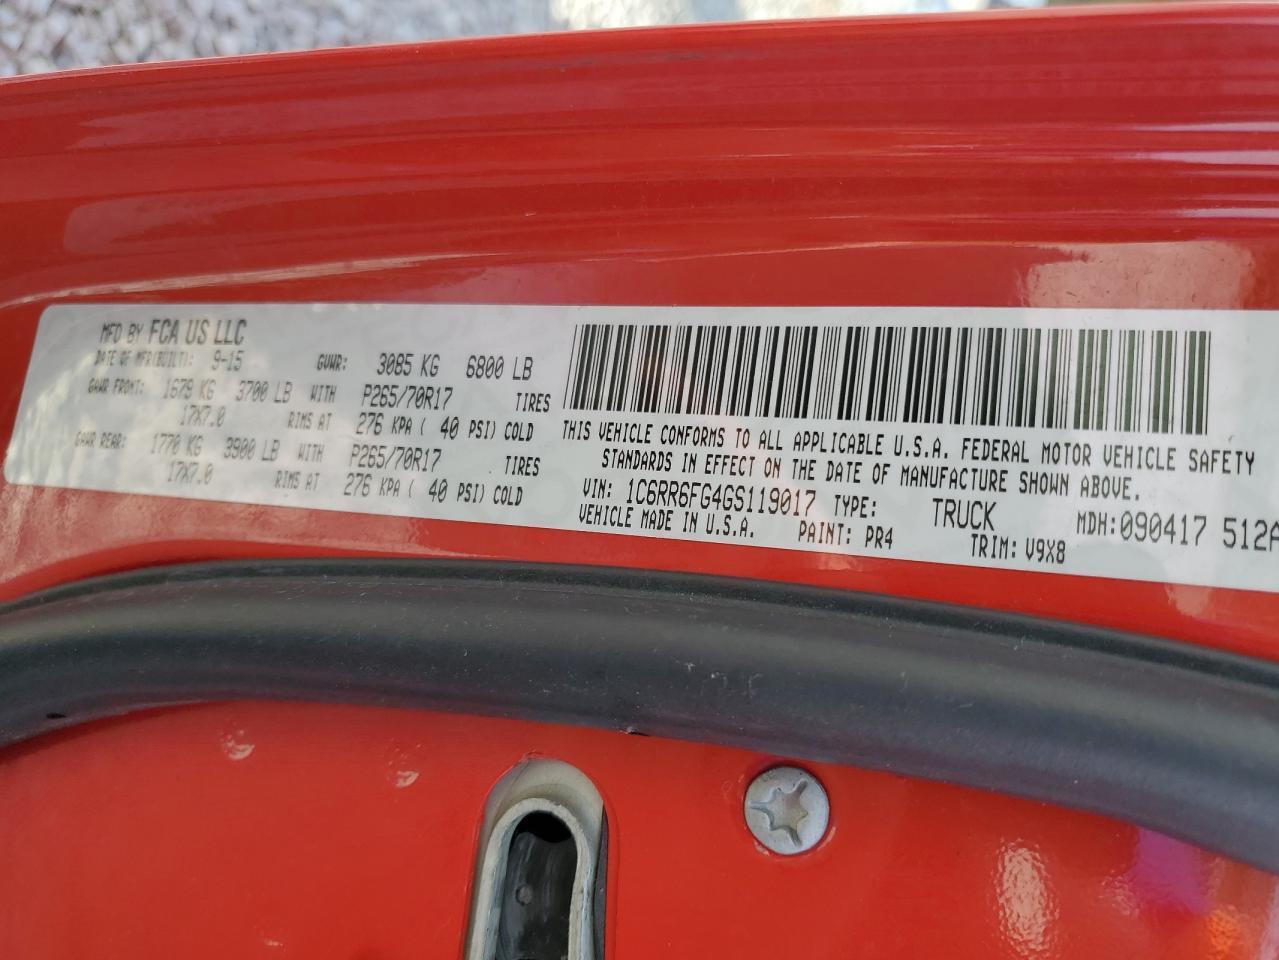 MFD BY FCA US LLC
DATE OF MFR(BUILT): 9-15 GVWR: 3085 KG 6800 LB
GAWR FRONT: 1679 KG 3700 LB WITH P265/70R17 TIRES
17X7.0 RIMS AT 276 KPA ( 40 PSI) COLD
GAWR REAR: 1770 KG 3900 LB WITH P265/70R17 TIRES
17X7.0 RIMS AT 276 KPA ( 40 PSI) COLD
THIS VEHICLE CONFORMS TO ALL APPLICABLE U.S.A. FEDERAL MOTOR VEHICLE SAFETY
STANDARDS IN EFFECT ON THE DATE OF MANUFACTURE SHOWN ABOVE.
VIN: 1C6RR6FG4GS119017 TYPE: TRUCK MDH:090417 512A
VEHICLE MADE IN U.S.A. PAINT: PR4 TRIM: V9X8